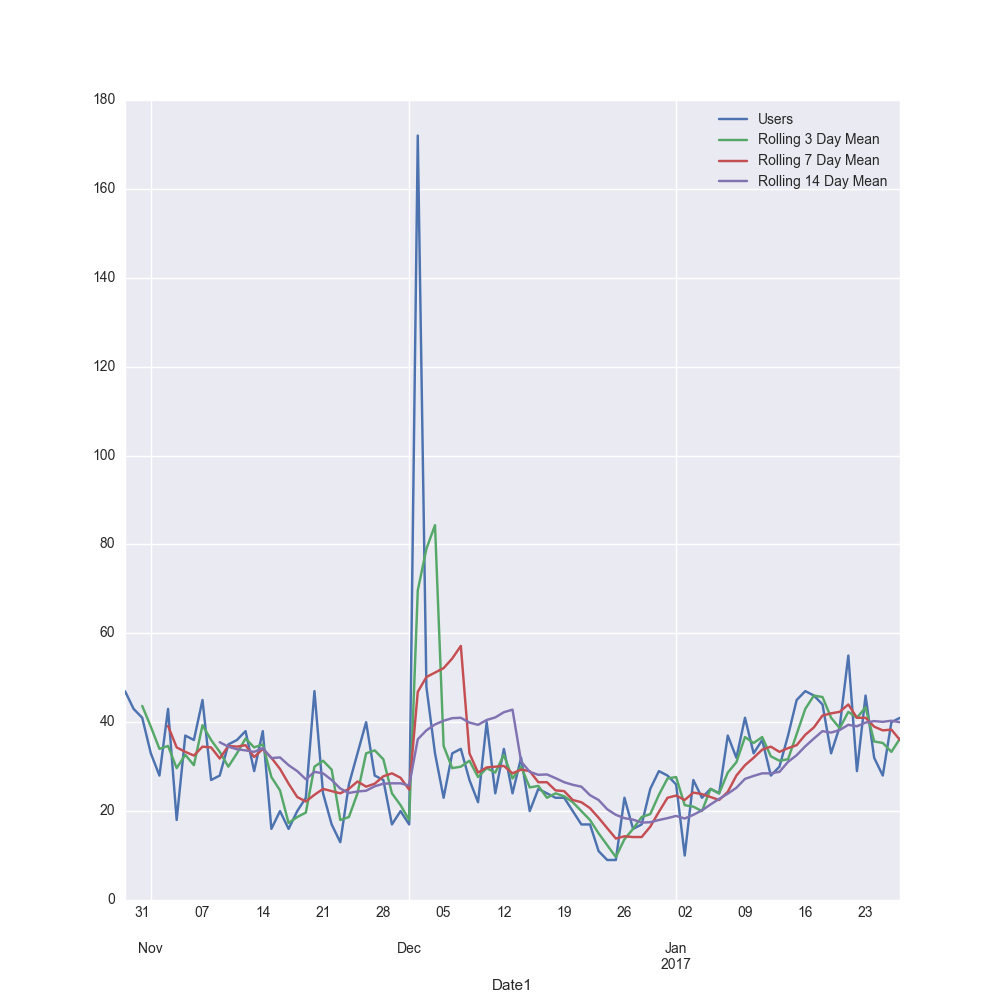 180
160
140
120
100
80
60
40
20
0
Users
Rolling 3 Day Mean
Rolling 7 Day Mean
Rolling 14 Day Mean
31 07 14 21 28 05 12 19 26 02 09 16 23
Nov Dec Jan
2017
Date1